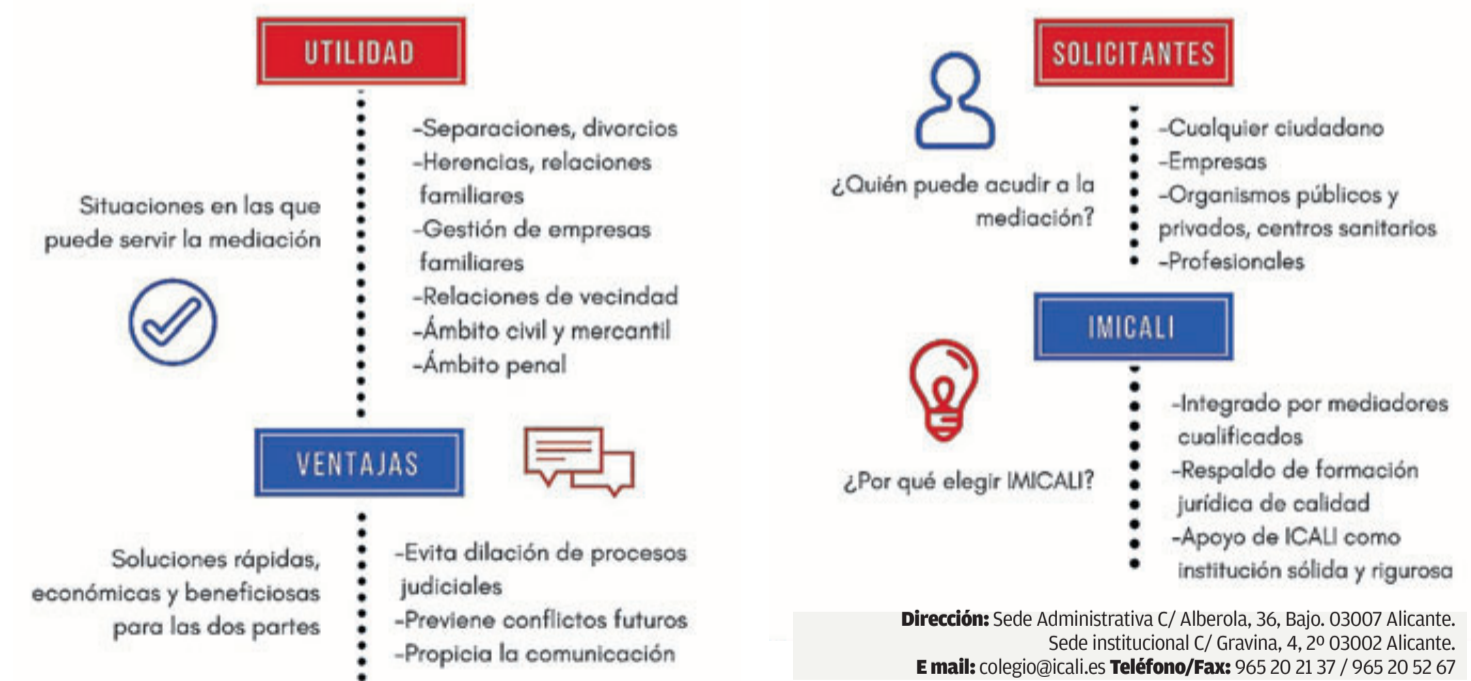 UTILIDAD
Situaciones en las que
puede servir la mediación
-Separaciones, divorcios
-Herencias, relaciones
familiares
-Gestión de empresas
familiares
-Relaciones de vecindad
-Ámbito civil y mercantil
-Ámbito penal
VENTAJAS
Soluciones rápidas,
económicas y beneficiosas
para las dos partes
-Evita dilación de procesos
judiciales
-Previene conflictos futuros
-Propicia la comunicación
SOLICITANTES
¿Quién puede acudir a la
mediación?
-Cualquier ciudadano
-Empresas
-Organismos públicos y
privados, centros sanitarios
-Profesionales
IMICALI
¿Por qué elegir IMICALI?
-Integrado por mediadores
cualificados
-Respaldo de formación
jurídica de calidad
-Apoyo de ICALI como
institución sólida y rigurosa
Dirección: Sede Administrativa C/ Alberola, 36, Bajo. 03007 Alicante.
Sede institucional C/ Gravina, 4, 2º 03002 Alicante.
E mail: colegio@icali.es Teléfono/Fax: 965 20 21 37 / 965 20 52 67